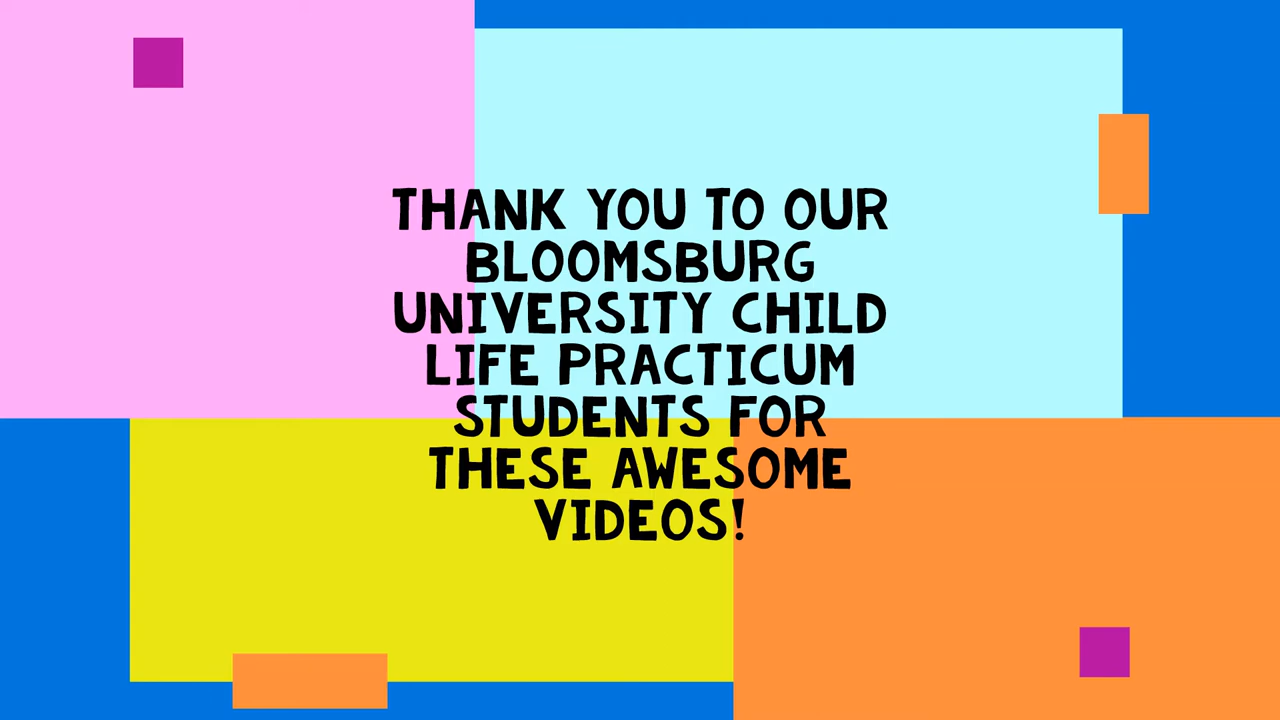 THANK YOU TO OUR
BLOOMSBURG
UNIVERSITY CHILD
LIFE PRACTICUM
STUDENTS FOR
THESE AWESOME
VIDEOS!